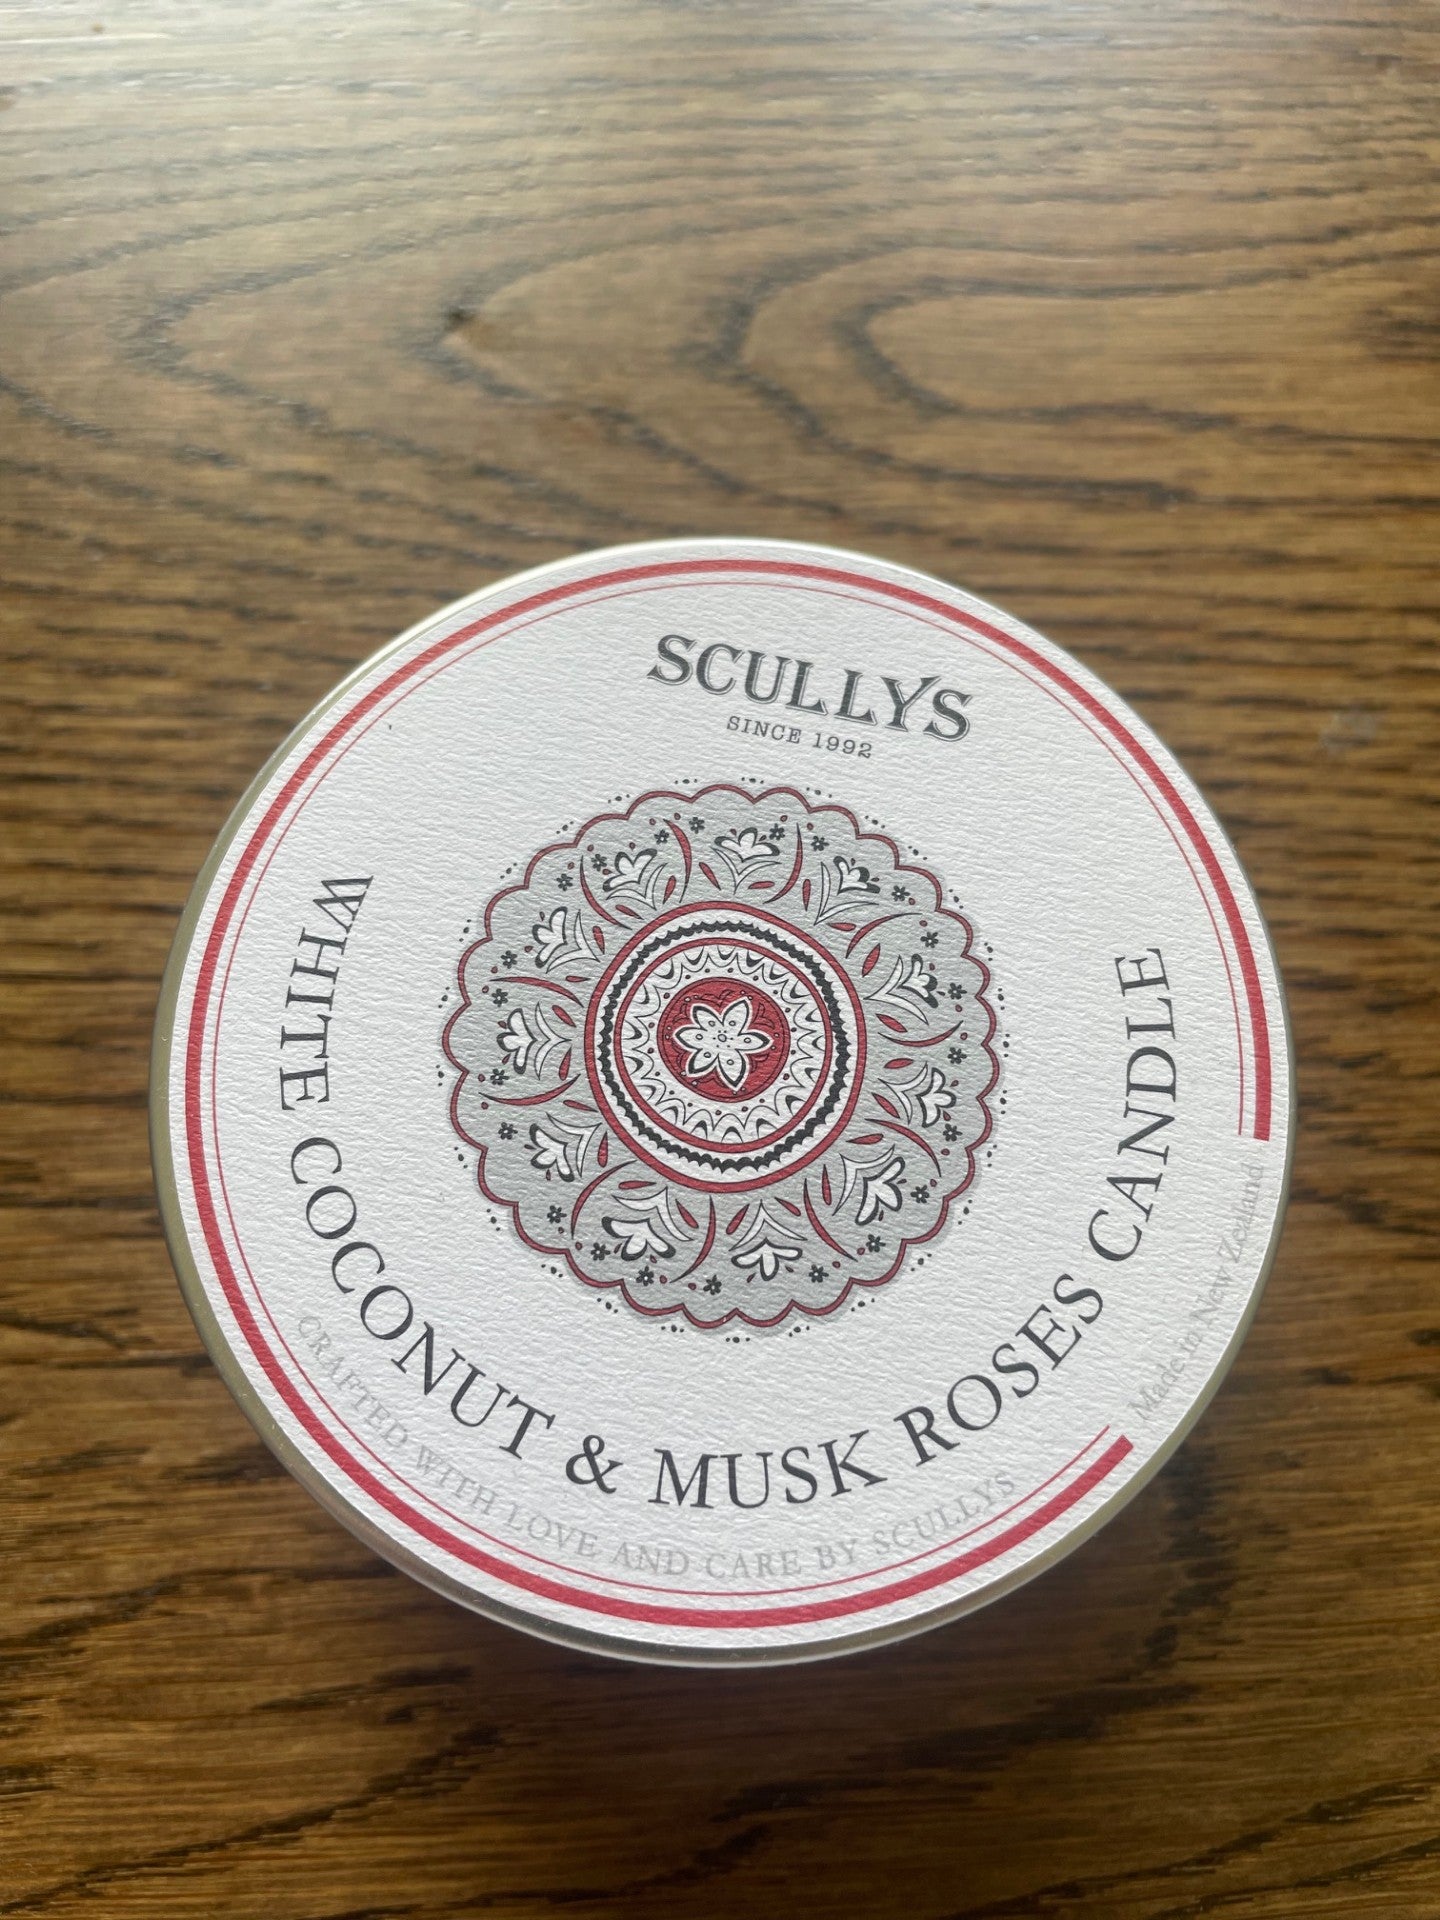 SCULLYS
SINCE 1992
WHITE COCONUT & MUSK ROSES CANDLE
CRAFTED WITH LOVE AND CARE BY SCULLYS
Made in New Zealand